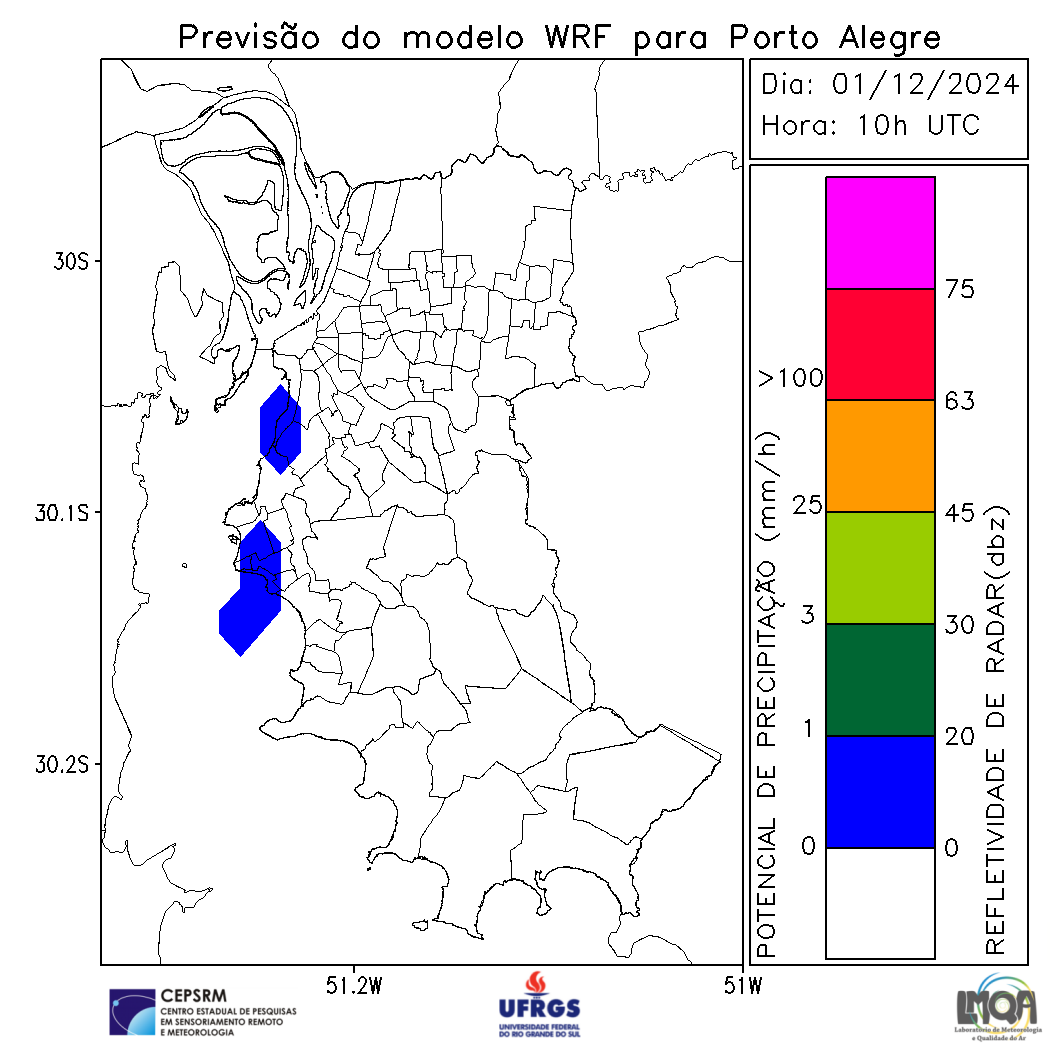 Previsão do modelo WRF para Porto Alegre
Dia: 01/12/2024
Hora: 10h UTC
30S
30.1S
30.2S
51.2W
51W
POTENCIAL DE PRECIPITAÇÃO (mm/h)
>100
25
3
1
0
75
63
45
30
20
0
REFLETIVIDADE DE RADAR(dbz)
CEPSRM
CENTRO ESTADUAL DE PESQUISAS
EM SENSORIAMENTO REMOTO
E METEOROLOGIA
UFRGS
UNIVERSIDADE FEDERAL
DO RIO GRANDE DO SUL
LMQA
Laboratório de Meteorologia
e Qualidade do Ar